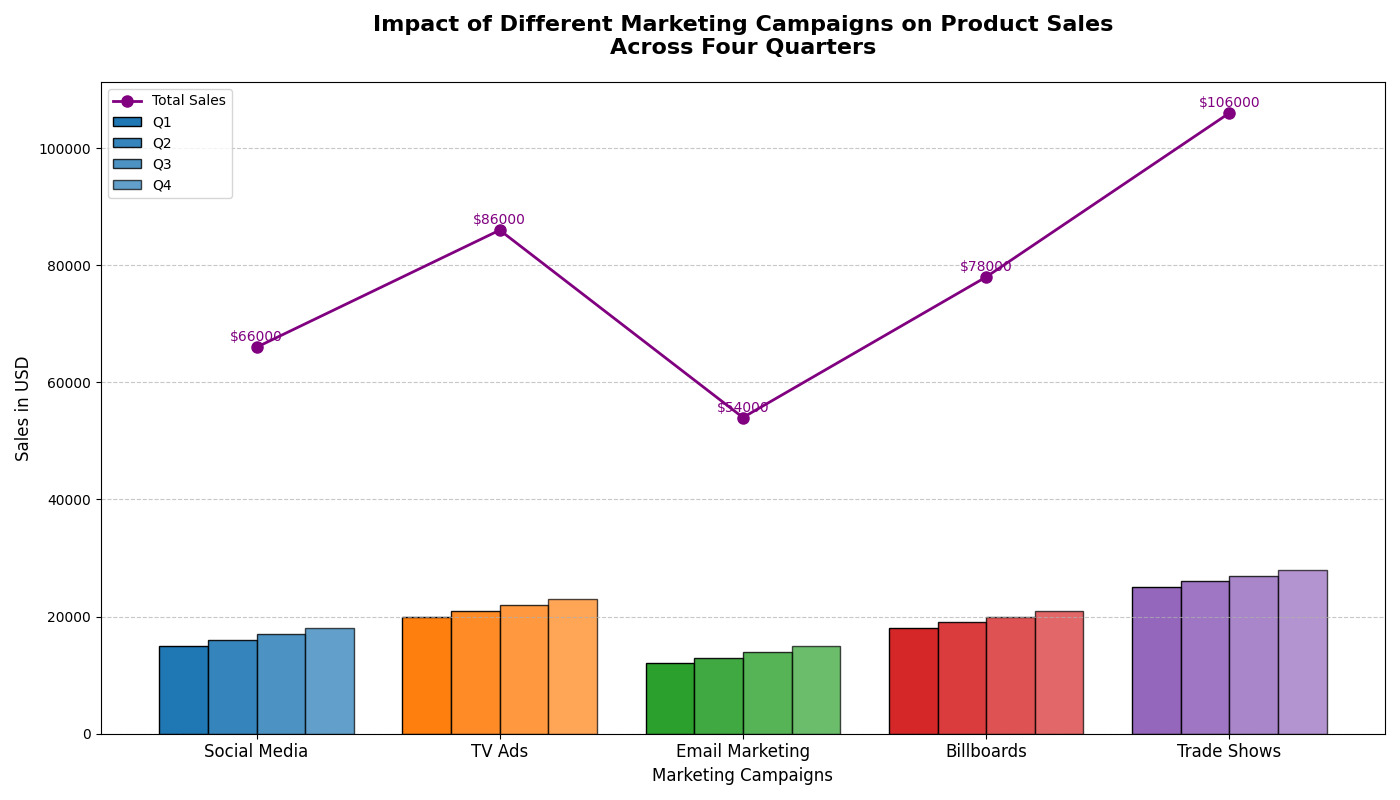 Impact of Different Marketing Campaigns on Product Sales
Across Four Quarters
Total Sales
Q1
Q2
Q3
Q4
Sales in USD
100000
80000
60000
40000
20000
0
$66000
$86000
$54000
$78000
$106000
Social Media
TV Ads
Email Marketing
Billboards
Trade Shows
Marketing Campaigns